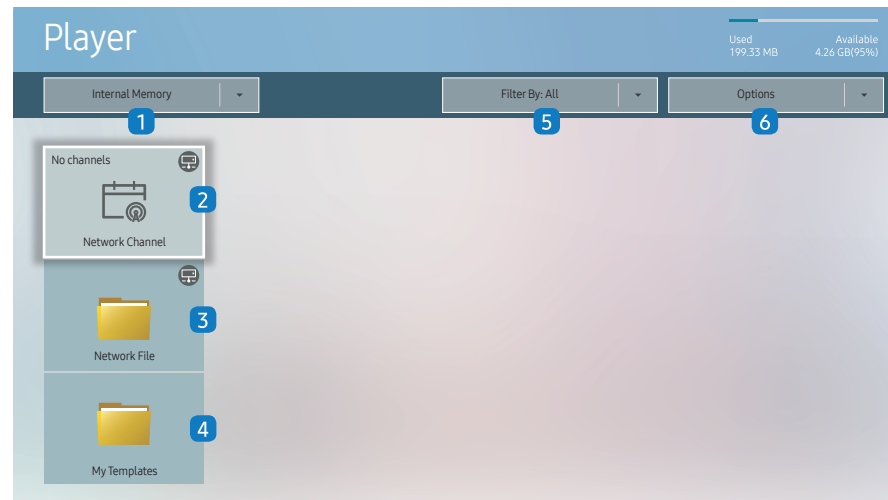 Player
Used Available
199.33 MB 4.26 GB(95%)
Internal Memory
Filter By: All
Options
1
5
6
No channels
2
Network Channel
3
Network File
4
My Templates